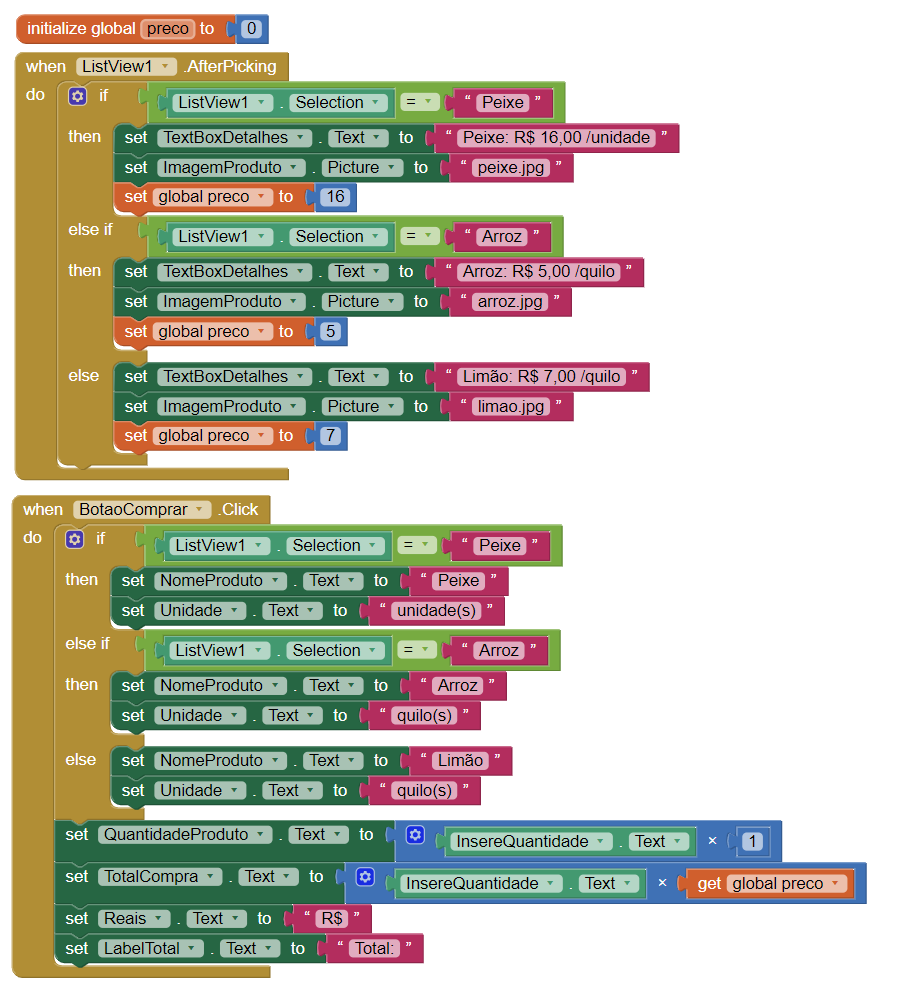 initialize global preco to 0
when ListView1 .AfterPicking
do if ListView1 . Selection = “ Peixe ”
then set TextBoxDetalhes . Text to “ Peixe: R$ 16,00 /unidade ”
set ImagemProduto . Picture to “ peixe.jpg ”
set global preco to 16
else if ListView1 . Selection = “ Arroz ”
then set TextBoxDetalhes . Text to “ Arroz: R$ 5,00 /quilo ”
set ImagemProduto . Picture to “ arroz.jpg ”
set global preco to 5
else set TextBoxDetalhes . Text to “ Limão: R$ 7,00 /quilo ”
set ImagemProduto . Picture to “ limao.jpg ”
set global preco to 7
when BotaoComprar .Click
do if ListView1 . Selection = “ Peixe ”
then set NomeProduto . Text to “ Peixe ”
set Unidade . Text to “ unidade(s) ”
else if ListView1 . Selection = “ Arroz ”
then set NomeProduto . Text to “ Arroz ”
set Unidade . Text to “ quilo(s) ”
else set NomeProduto . Text to “ Limão ”
set Unidade . Text to “ quilo(s) ”
set QuantidadeProduto . Text to InsereQuantidade . Text × 1
set TotalCompra . Text to InsereQuantidade . Text × get global preco
set Reais . Text to “ R$ ”
set LabelTotal . Text to “ Total: ”